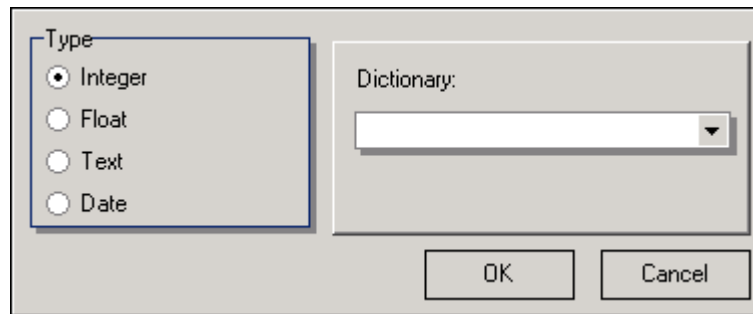 Type
Integer
Float
Text
Date
Dictionary:
OK
Cancel